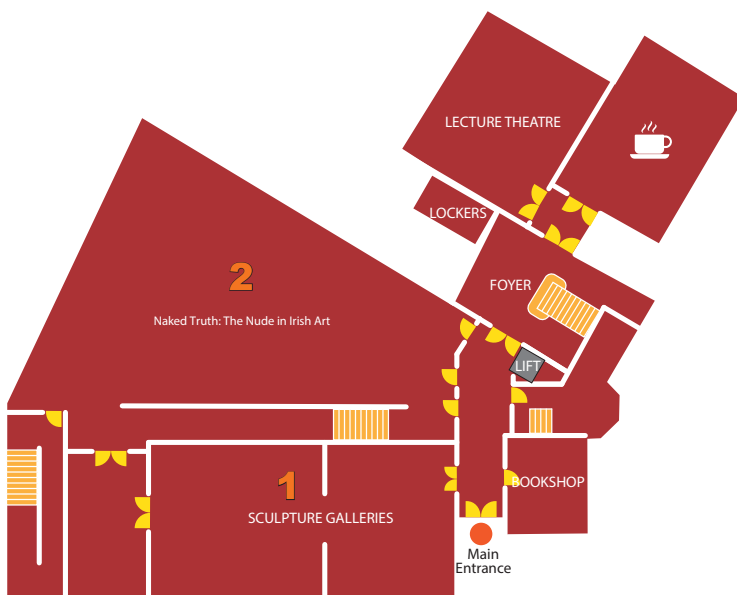 LECTURE THEATRE
LOCKERS
2
FOYER
Naked Truth: The Nude in Irish Art
LIFT
1
BOOKSHOP
SCULPTURE GALLERIES
Main
Entrance